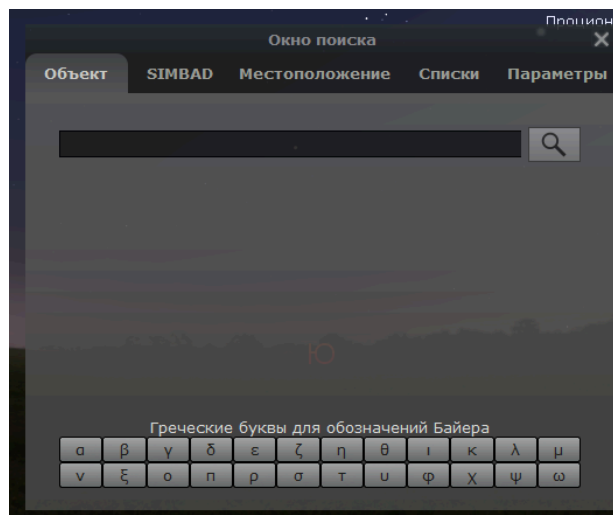 Процион
Окно поиска
Объект SIMBAD Местоположение Списки Параметры
Ю
Греческие буквы для обозначений Байера
α β γ δ ε ζ η θ ι κ λ μ
ν ξ ο π ρ σ τ υ φ χ ψ ω